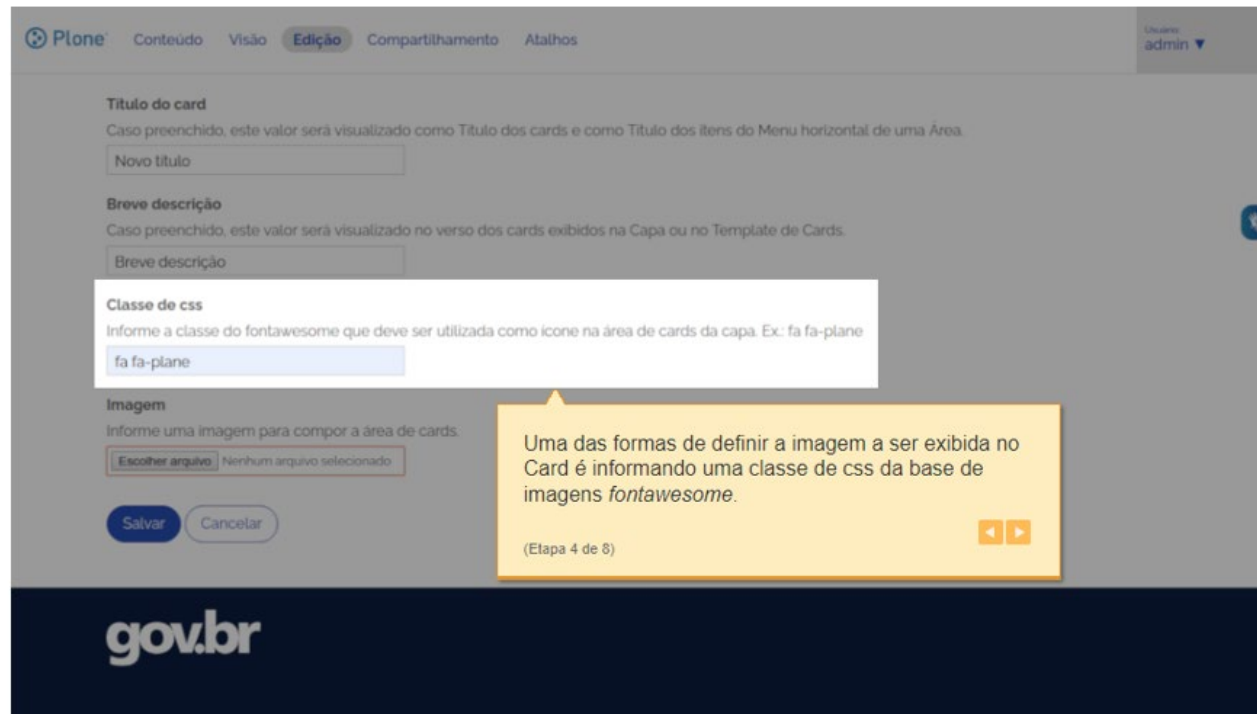 Plone
Conteúdo Visão Edição Compartilhamento Atalhos
Usuário
admin ▼
Título do card
Caso preenchido, este valor será visualizado como Título dos cards e como Título dos itens do Menu horizontal de uma Área.
Novo título
Breve descrição
Caso preenchido, este valor será visualizado no verso dos cards exibidos na Capa ou no Template de Cards.
Breve descrição
Classe de css
Informe a classe do fontawesome que deve ser utilizada como ícone na área de cards da capa. Ex.: fa fa-plane
fa fa-plane
Imagem
Informe uma imagem para compor a área de cards.
Escolher arquivo Nenhum arquivo selecionado
Salvar Cancelar
Uma das formas de definir a imagem a ser exibida no
Card é informando uma classe de css da base de
imagens fontawesome.
(Etapa 4 de 8)
gov.br